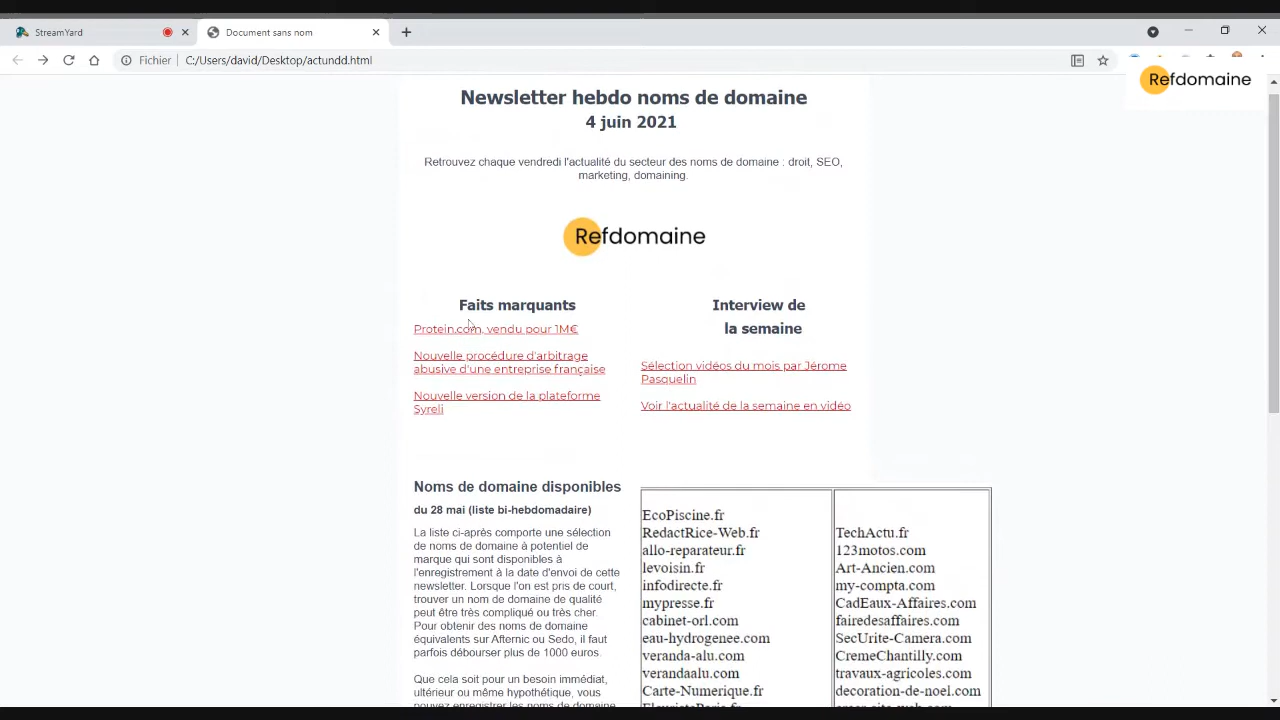 StreamYard
Document sans nom
Fichier
C:/Users/david/Desktop/actundd.html
Refdomaine
Newsletter hebdo noms de domaine
4 juin 2021
Retrouvez chaque vendredi l'actualité du secteur des noms de domaine : droit, SEO,
marketing, domaining.
Refdomaine
Faits marquants
Protein.com, vendu pour 1M€
Nouvelle procédure d'arbitrage
abusive d'une entreprise française
Nouvelle version de la plateforme
Syreli
Interview de
la semaine
Sélection vidéos du mois par Jérome
Pasquelin
Voir l'actualité de la semaine en vidéo
Noms de domaine disponibles
du 28 mai (liste bi-hebdomadaire)
La liste ci-après comporte une sélection
de noms de domaine à potentiel de
marque qui sont disponibles à
l'enregistrement à la date d'envoi de cette
newsletter. Lorsque l'on est pris de court,
trouver un nom de domaine de qualité
peut être très compliqué ou très cher.
Pour obtenir des noms de domaine
équivalents sur Afternic ou Sedo, il faut
parfois débourser plus de 1000 euros.
Que cela soit pour un besoin immédiat,
ultérieur ou même hypothétique, vous
pouvez enregistrer les noms de domaine
EcoPiscine.fr
RedactRice-Web.fr
allo-reparateur.fr
levoisin.fr
infodirecte.fr
mypresse.fr
cabinet-orl.com
eau-hydrogenee.com
veranda-alu.com
verandaalu.com
Carte-Numerique.fr
FleuristeParis.fr
TechActu.fr
123motos.com
Art-Ancien.com
my-compta.com
CadEaux-Affaires.com
fairedesaffaires.com
SecUrite-Camera.com
CremeChantilly.com
travaux-agricoles.com
decoration-de-noel.com